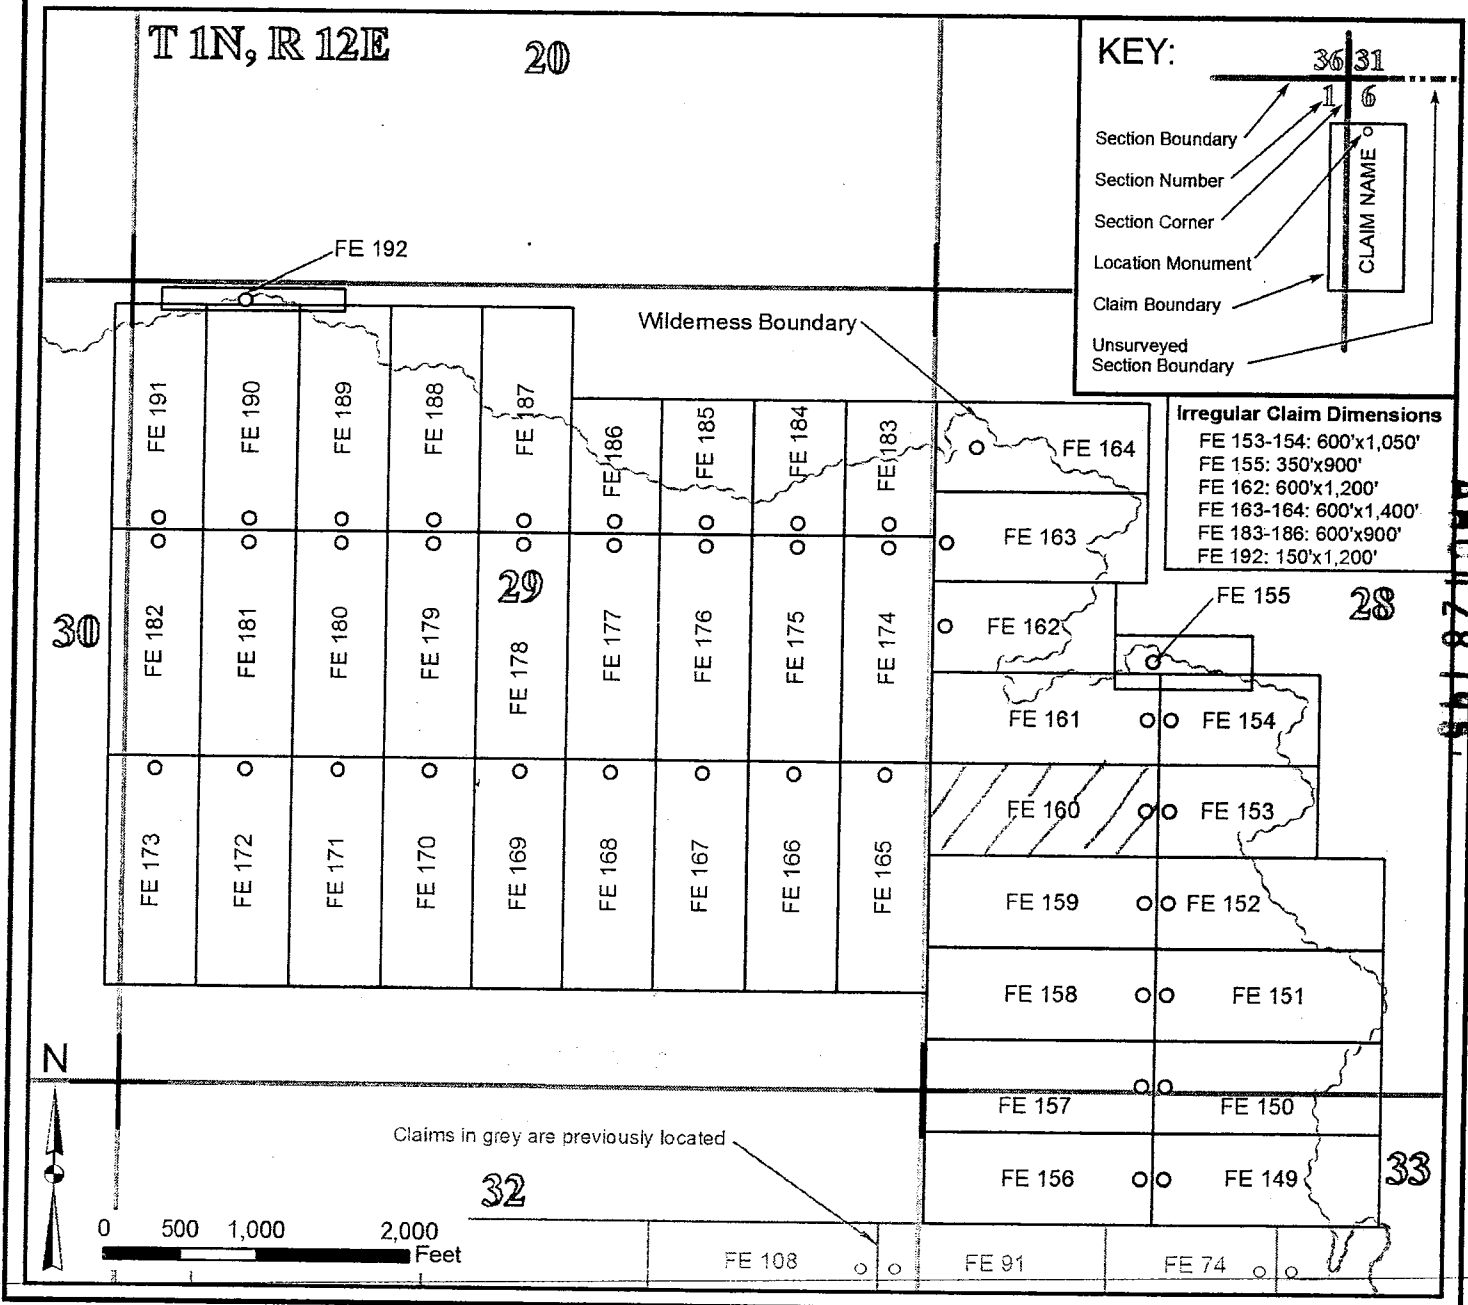 T 1N, R 12E
20
KEY:
36 31
1 6
Section Boundary
Section Number
Section Corner
Location Monument
Claim Boundary
Unsurveyed
Section Boundary
CLAIM NAME
FE 192
Wilderness Boundary
Irregular Claim Dimensions
FE 153-154: 600'x1,050'
FE 155: 350'x900'
FE 162: 600'x1,200'
FE 163-164: 600'x1,400'
FE 183-186: 600'x900'
FE 192: 150'x1,200'
FE 191
FE 190
FE 189
FE 188
FE 187
FE 186
FE 185
FE 184
FE 183
FE 164
FE 163
29
30
28
FE 155
FE 182
FE 181
FE 180
FE 179
FE 178
FE 177
FE 176
FE 175
FE 174
FE 162
FE 161
FE 154
FE 160
FE 153
FE 173
FE 172
FE 171
FE 170
FE 169
FE 168
FE 167
FE 166
FE 165
FE 159
FE 152
FE 158
FE 151
N
FE 157
FE 150
Claims in grey are previously located
32
FE 156
FE 149
33
0 500 1,000 2,000
Feet
FE 108
FE 91
FE 74